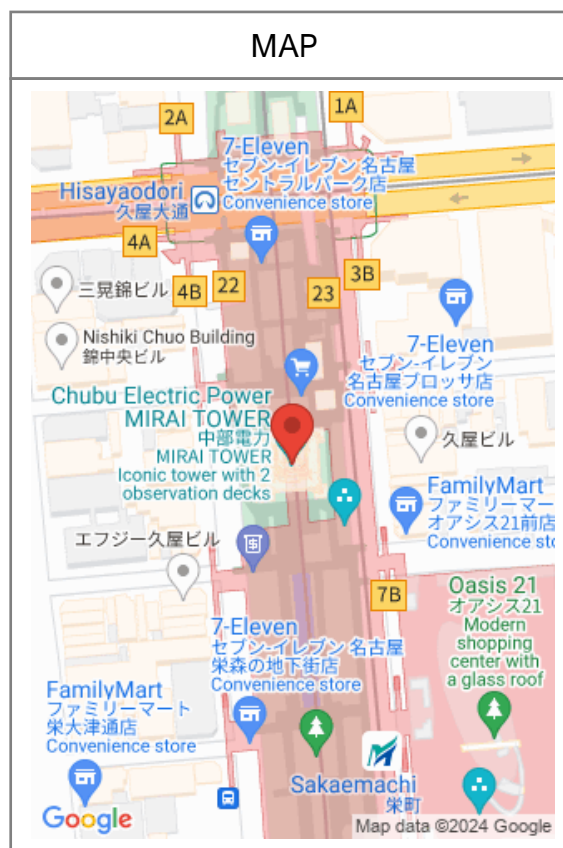 MAP
2A
1A
7-Eleven
セブン-イレブン 名古屋
セントラルパーク店
Convenience store
Hisayaodori
久屋大通
4A
4B
22
23
3B
三晃錦ビル
Nishiki Chuo Building
錦中央ビル
7-Eleven
セブン-イレブン
名古屋ブロッサ店
Convenience store
Chubu Electric Power
MIRAI TOWER
中部電力
MIRAI TOWER
Iconic tower with 2
observation decks
久屋ビル
FamilyMart
ファミリーマー
オアシス21前店
Convenience sto
エフジー久屋ビル
7B
Oasis 21
オアシス21
Modern
shopping
center with
a glass roof
7-Eleven
セブン-イレブン 名古屋
栄森の地下街店
Convenience store
FamilyMart
ファミリーマート
栄大津通店
Convenience store
Sakaemachi
栄町
Google
Map data ©2024 Google